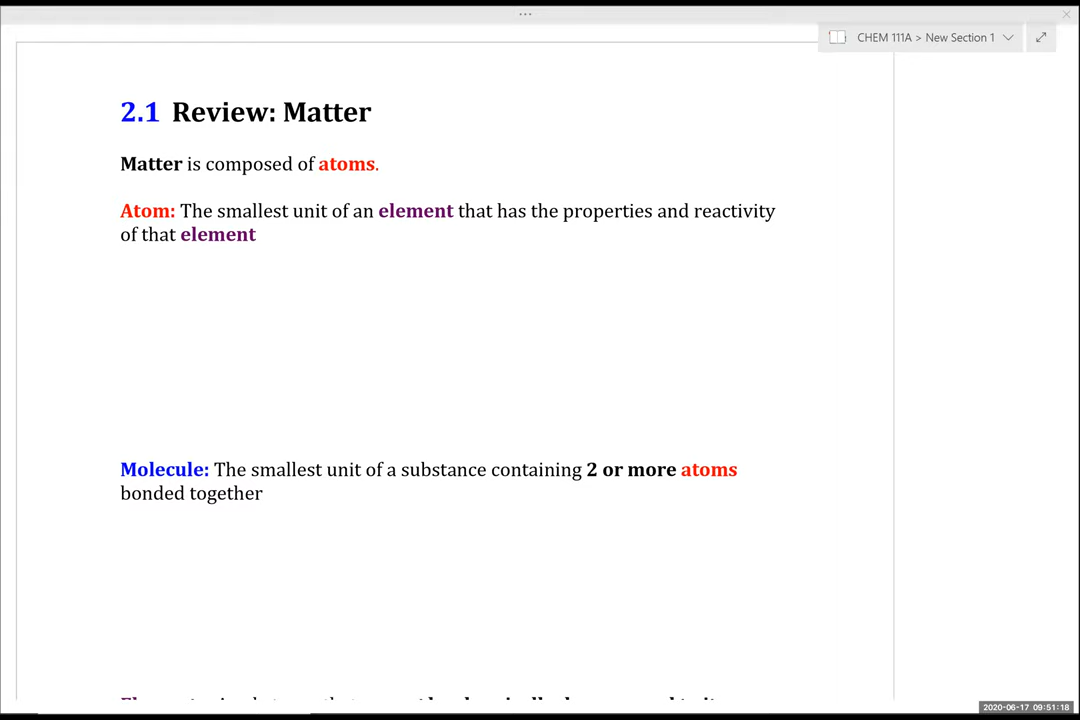 CHEM 111A > New Section 1
2.1 Review: Matter
Matter is composed of atoms.
Atom: The smallest unit of an element that has the properties and reactivity
of that element
Molecule: The smallest unit of a substance containing 2 or more atoms
bonded together
2020-06-17 09:51:18